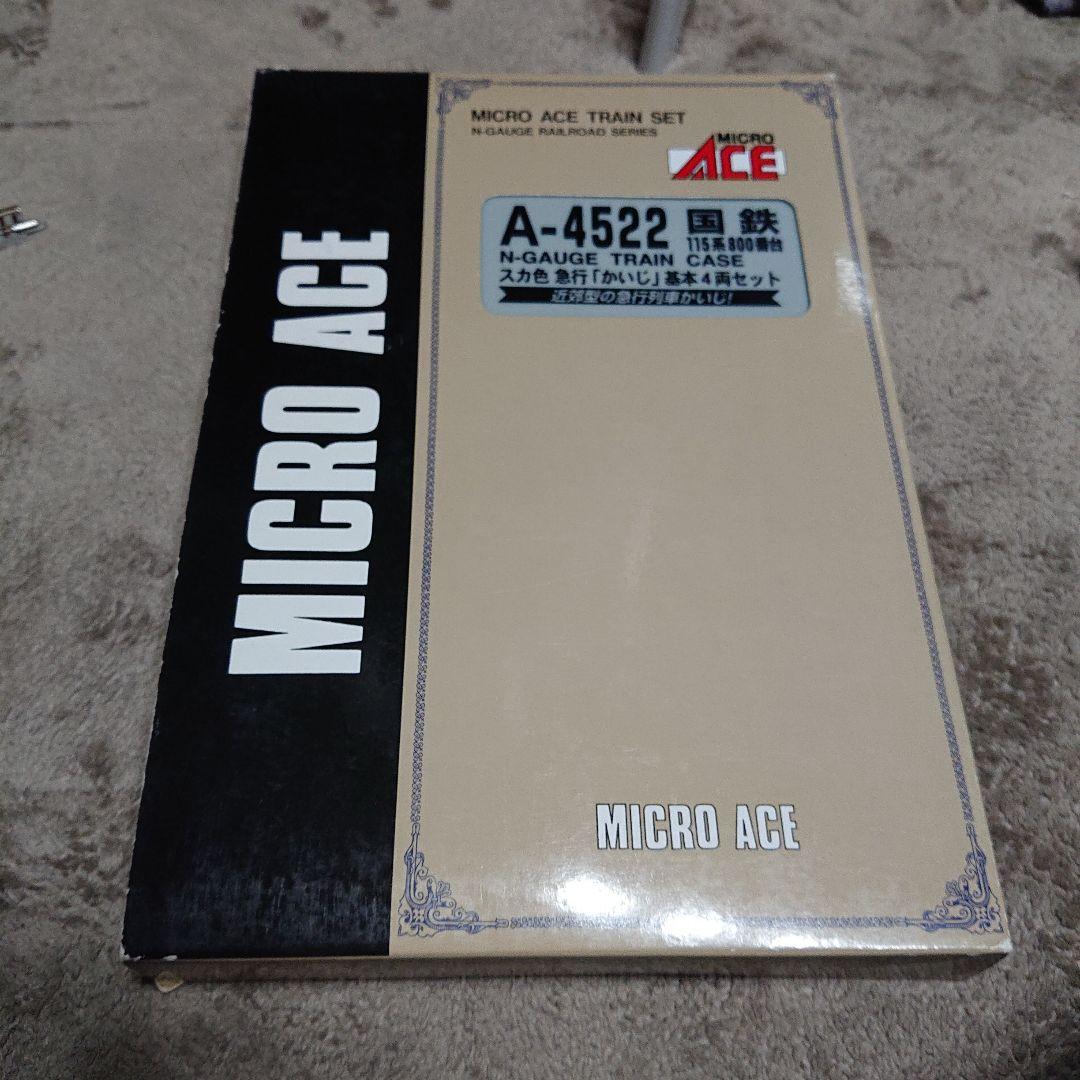 MICRO ACE
MICRO ACE TRAIN SET
N-GAUGE RAILROAD SERIES
MICRO
ACE
A-4522 国鉄
115系800番台
N-GAUGE TRAIN CASE
スカ色 急行「かいじ」基本4両セット
近郊型の急行列車かいじ!
MICRO ACE